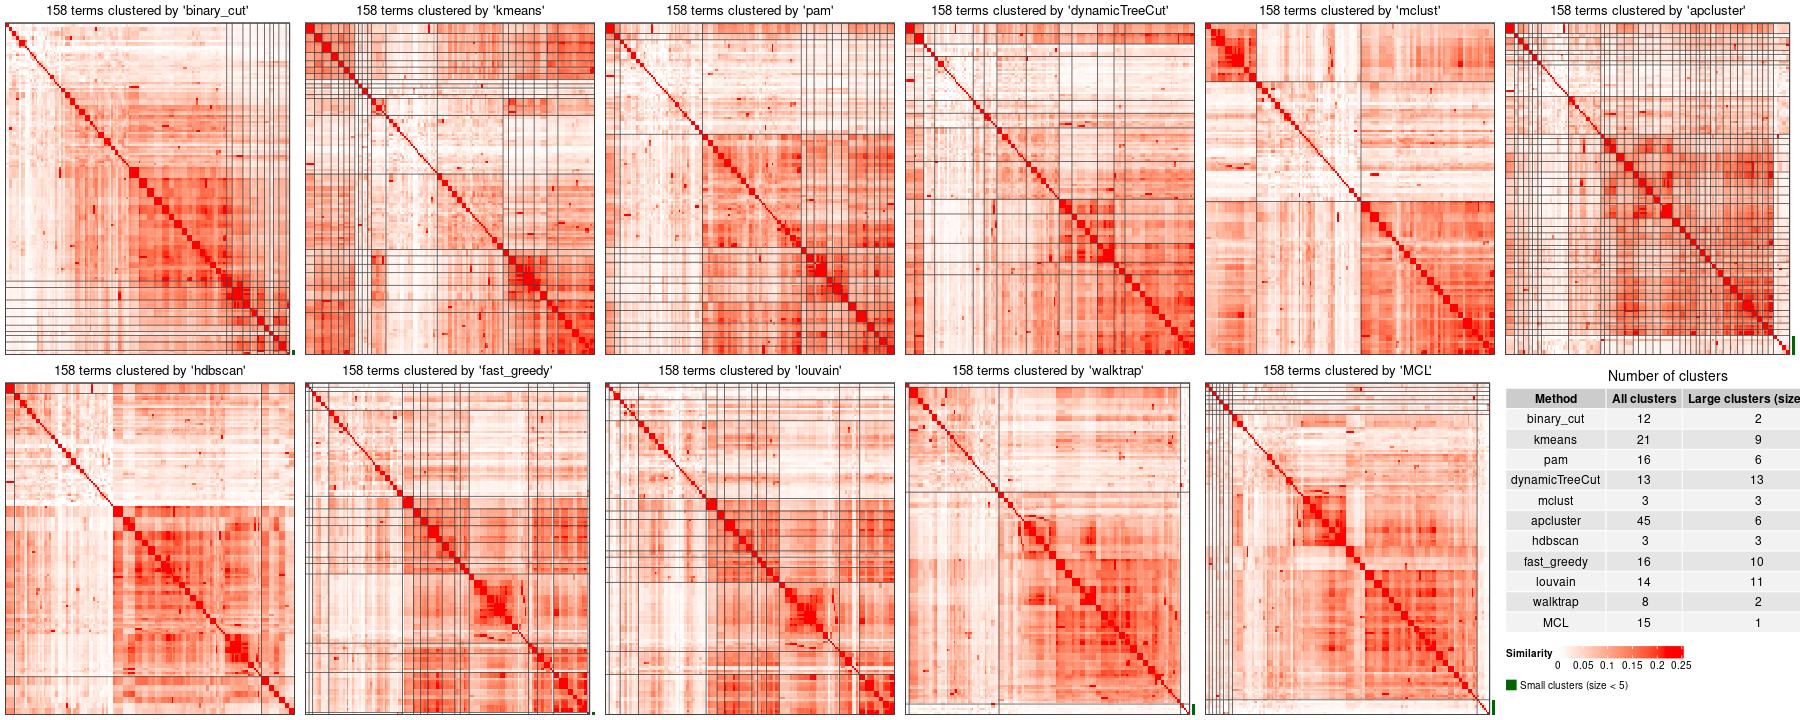 158 terms clustered by 'binary_cut'
158 terms clustered by 'kmeans'
158 terms clustered by 'pam'
158 terms clustered by 'dynamicTreeCut'
158 terms clustered by 'mclust'
158 terms clustered by 'apcluster'
158 terms clustered by 'hdbscan'
158 terms clustered by 'fast_greedy'
158 terms clustered by 'louvain'
158 terms clustered by 'walktrap'
158 terms clustered by 'MCL'
Number of clusters
Method All clusters Large clusters (size
binary_cut 12 2
kmeans 21 9
pam 16 6
dynamicTreeCut 13 13
mclust 3 3
apcluster 45 6
hdbscan 3 3
fast_greedy 16 10
louvain 14 11
walktrap 8 2
MCL 15 1
Similarity
0 0.05 0.1 0.15 0.2 0.25
Small clusters (size < 5)